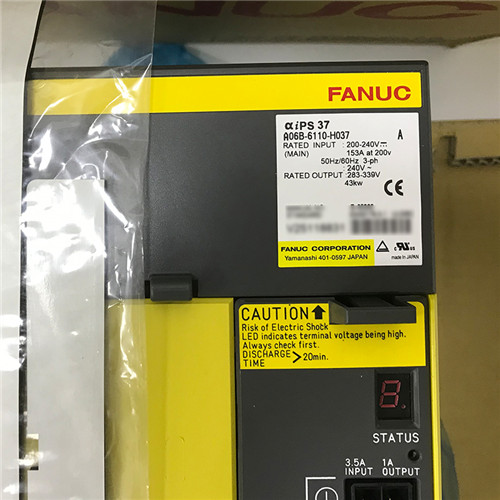 FANUC
αiPS 37
A06B-6110-H037 A
RATED INPUT : 200-240V
(MAIN) 153A at 200v
50Hz/60Hz 3-ph
: 240V~
RATED OUTPUT : 283-339V
43kw
CE
FANUC CORPORATION
Yamanashi 401-0597 JAPAN
made in JAPAN
CAUTION
Risk of Electric Shock
LED indicates terminal voltage being high.
Always check first.
DISCHARGE > 20min.
TIME
8
STATUS
3.5A 1A
INPUT OUTPUT